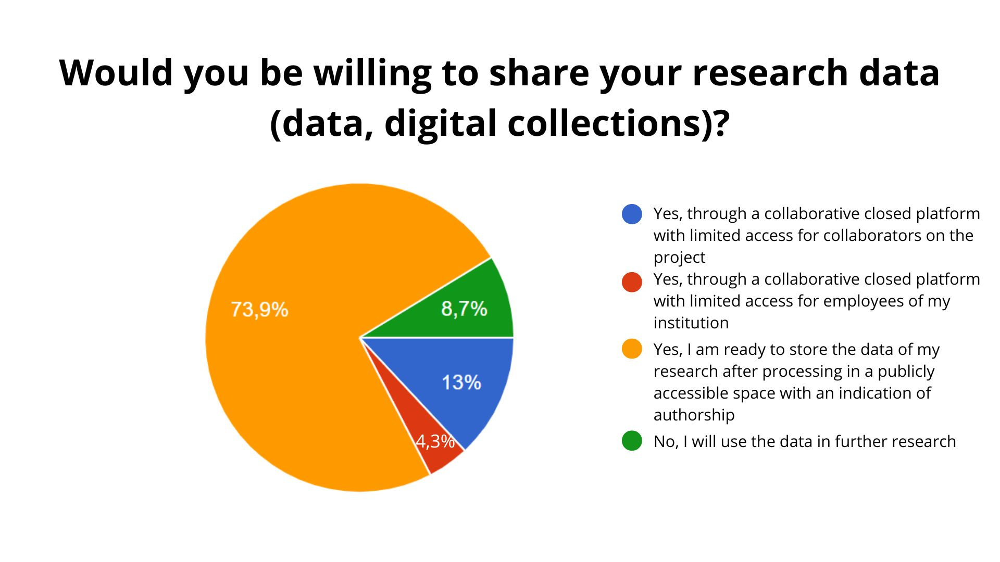 Would you be willing to share your research data
(data, digital collections)?
73,9%
8,7%
13%
4,3%
Yes, through a collaborative closed platform
with limited access for collaborators on the
project
Yes, through a collaborative closed platform
with limited access for employees of my
institution
Yes, I am ready to store the data of my
research after processing in a publicly
accessible space with an indication of
authorship
No, I will use the data in further research